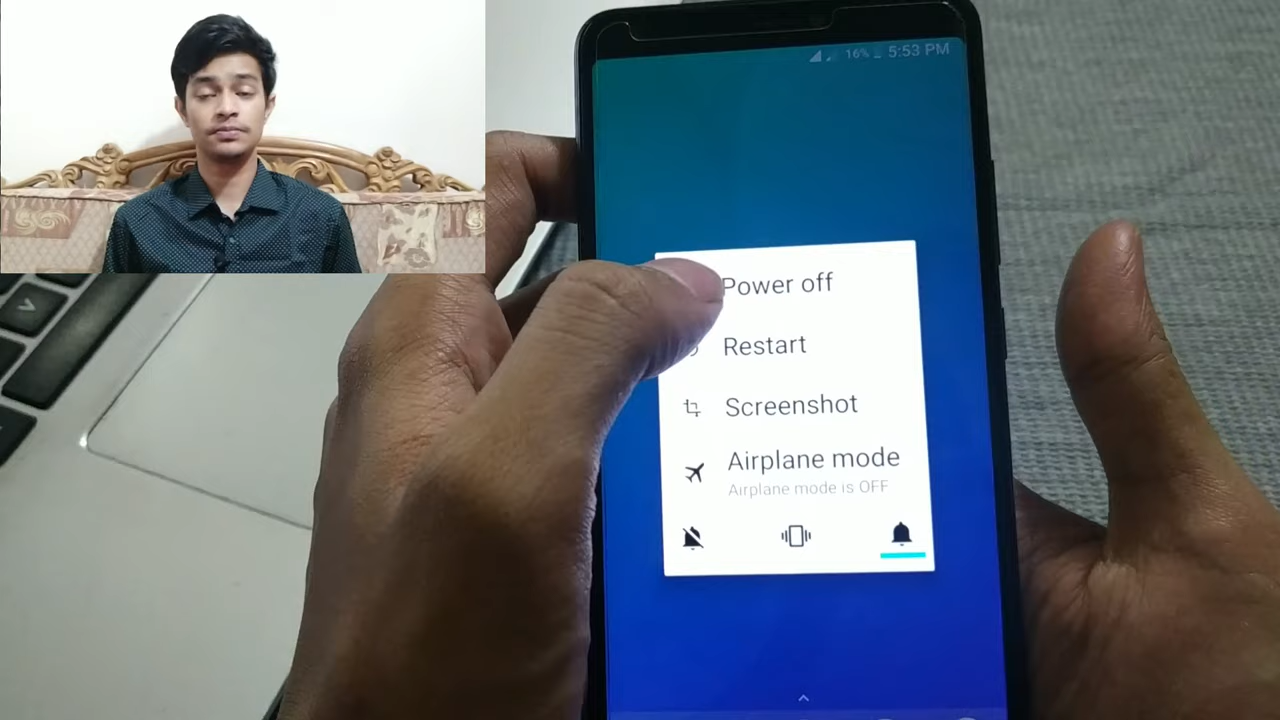 16% 5:53 PM
Power off
Restart
Screenshot
Airplane mode
Airplane mode is OFF
V